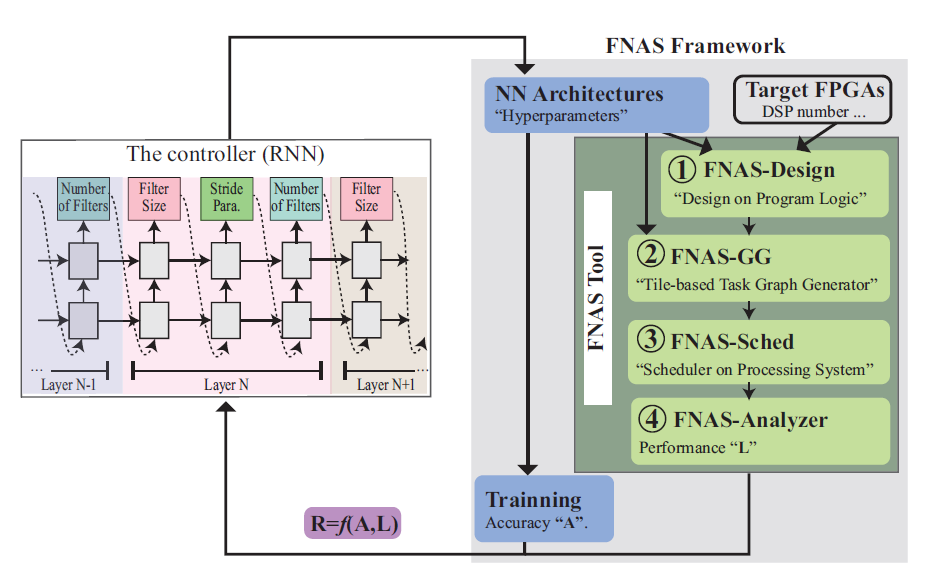 FNAS Framework
NN Architectures
“Hyperparameters”
Target FPGAs
DSP number ...
The controller (RNN)
Number
of Filters
Filter
Size
Stride
Para.
Number
of Filters
Filter
Size
...
Layer N-1
Layer N
Layer N+1
...
FNAS Tool
1 FNAS-Design
“Design on Program Logic”
2 FNAS-GG
“Tile-based Task Graph Generator”
3 FNAS-Sched
“Scheduler on Processing System”
4 FNAS-Analyzer
Performance “L”
Trainning
Accuracy “A”.
R=f(A,L)